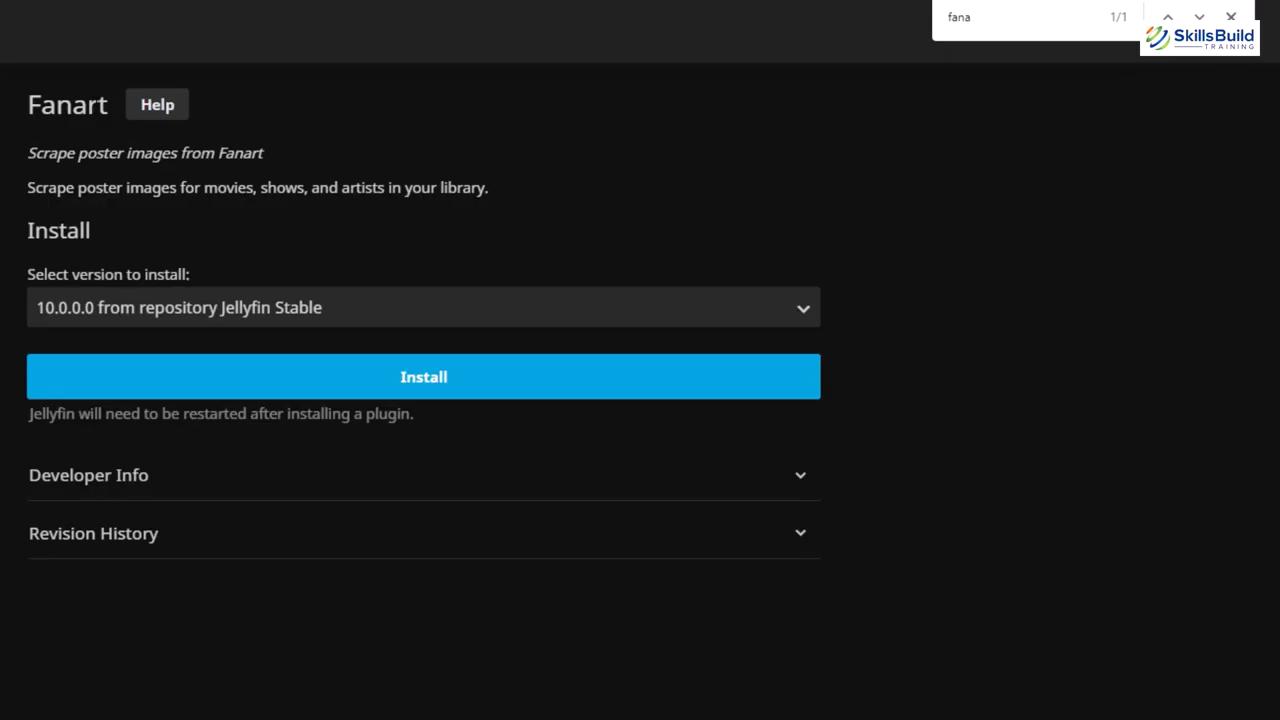 fana
1/1
SkillsBuild
TRAINING
Fanart
Help
Scrape poster images from Fanart
Scrape poster images for movies, shows, and artists in your library.
Install
Select version to install:
10.0.0.0 from repository Jellyfin Stable
Install
Jellyfin will need to be restarted after installing a plugin.
Developer Info
Revision History